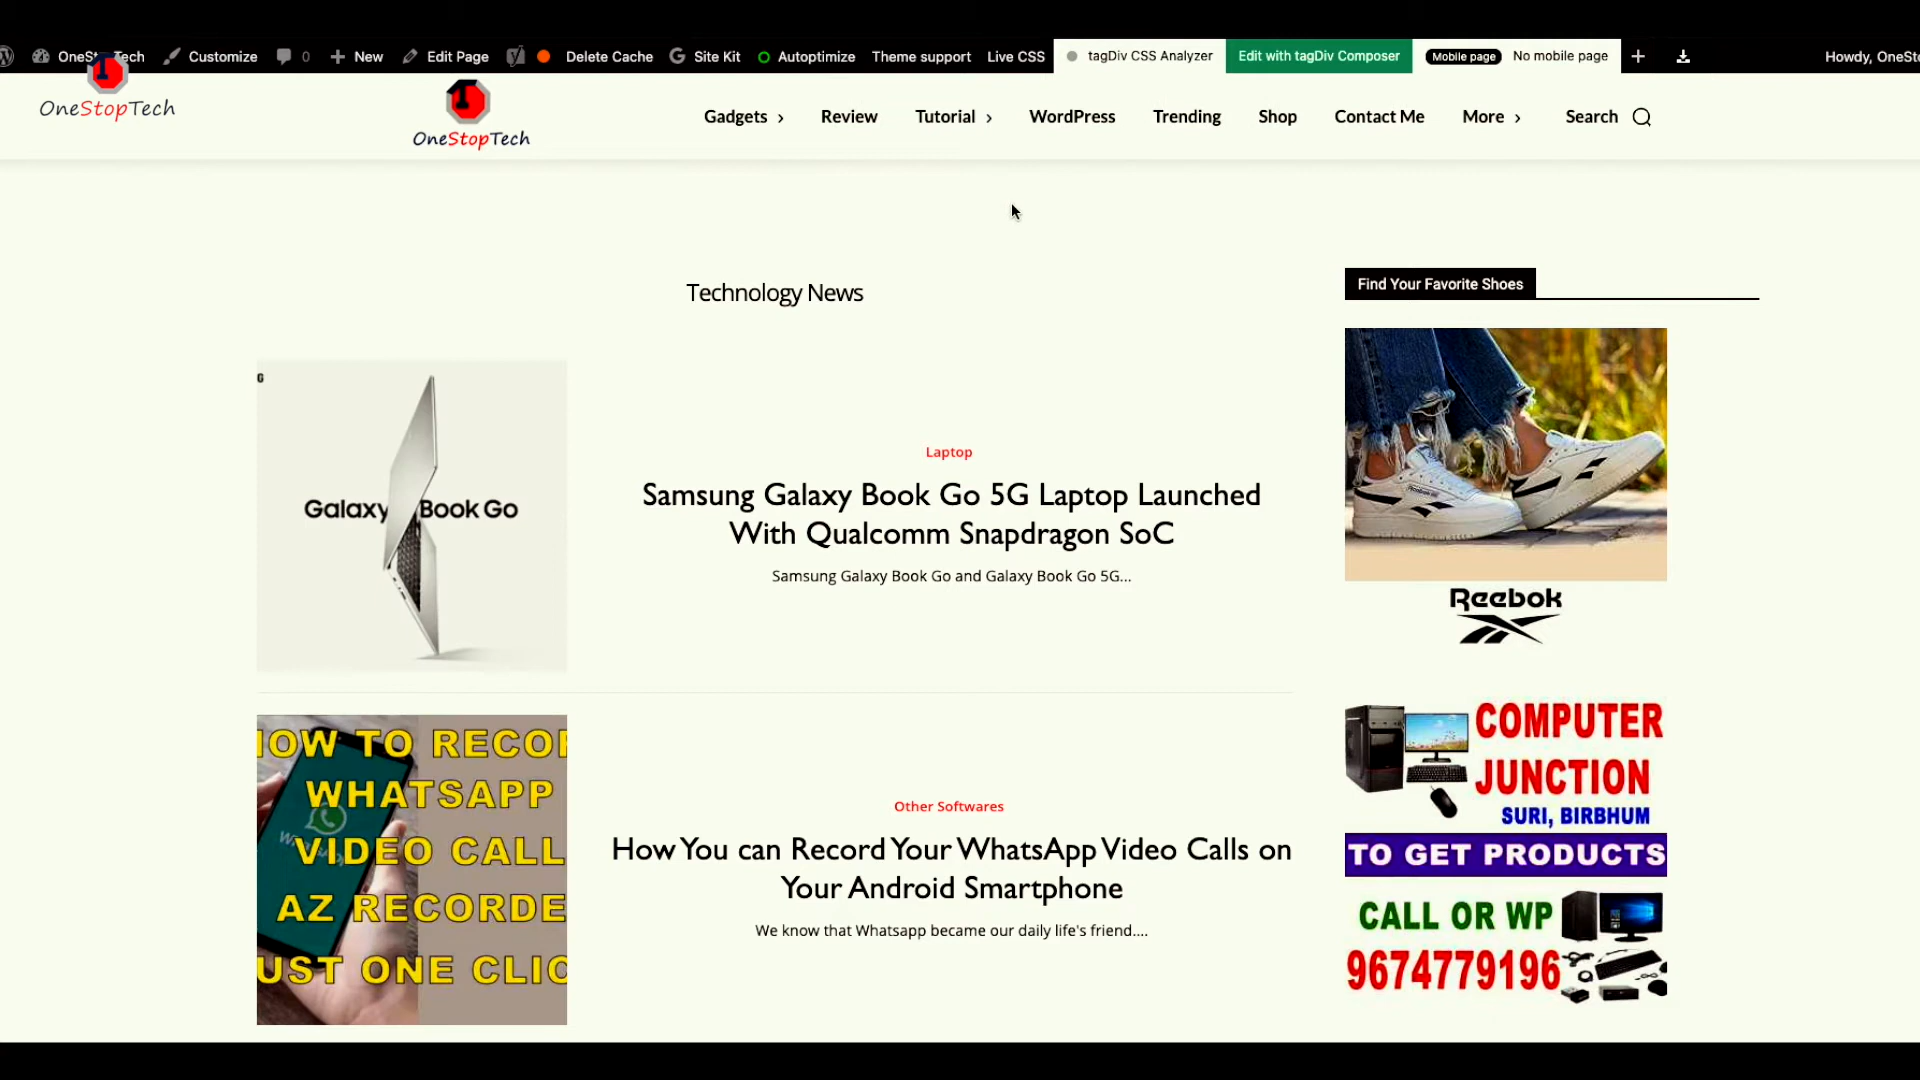 OneStopTech Customize 0 New Edit Page Delete Cache Site Kit Autoptimize Theme support Live CSS tagDiv CSS Analyzer Edit with tagDiv Composer Mobile page No mobile page Howdy,
1
OneStopTech
1
OneStopTech
Gadgets Review Tutorial WordPress Trending Shop Contact Me More Search
Technology News
Find Your Favorite Shoes
G
Galaxy Book Go
Laptop
Samsung Galaxy Book Go 5G Laptop Launched
With Qualcomm Snapdragon SoC
Samsung Galaxy Book Go and Galaxy Book Go 5G...
Reebok
HOW TO RECOR
WHATSAPP
VIDEO CALL
AZ RECORDE
UST ONE CLIC
Other Softwares
How You can Record Your WhatsApp Video Calls on
Your Android Smartphone
We know that Whatsapp became our daily life's friend....
COMPUTER
JUNCTION
SURI, BIRBHUM
TO GET PRODUCTS
CALL OR WP
9674779196